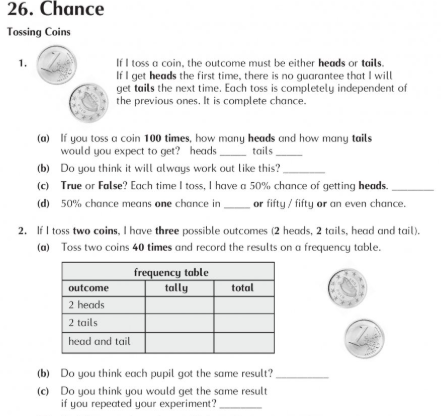 26. Chance
Tossing Coins
1. If I toss a coin, the outcome must be either heads or tails.
If I get heads the first time, there is no guarantee that I will
get tails the next time. Each toss is completely independent of
the previous ones. It is complete chance.
(a) If you toss a coin 100 times, how many heads and how many tails
would you expect to get? heads _____ tails _____
(b) Do you think it will always work out like this? ________
(c) True or False? Each time I toss, I have a 50% chance of getting heads. ________
(d) 50% chance means one chance in _____ or fifty / fifty or an even chance.
2. If I toss two coins, I have three possible outcomes (2 heads, 2 tails, head and tail).
(a) Toss two coins 40 times and record the results on a frequency table.
frequency table
outcome tally total
2 heads
2 tails
head and tail
(b) Do you think each pupil got the same result? __________
(c) Do you think you would get the same result
if you repeated your experiment? ________